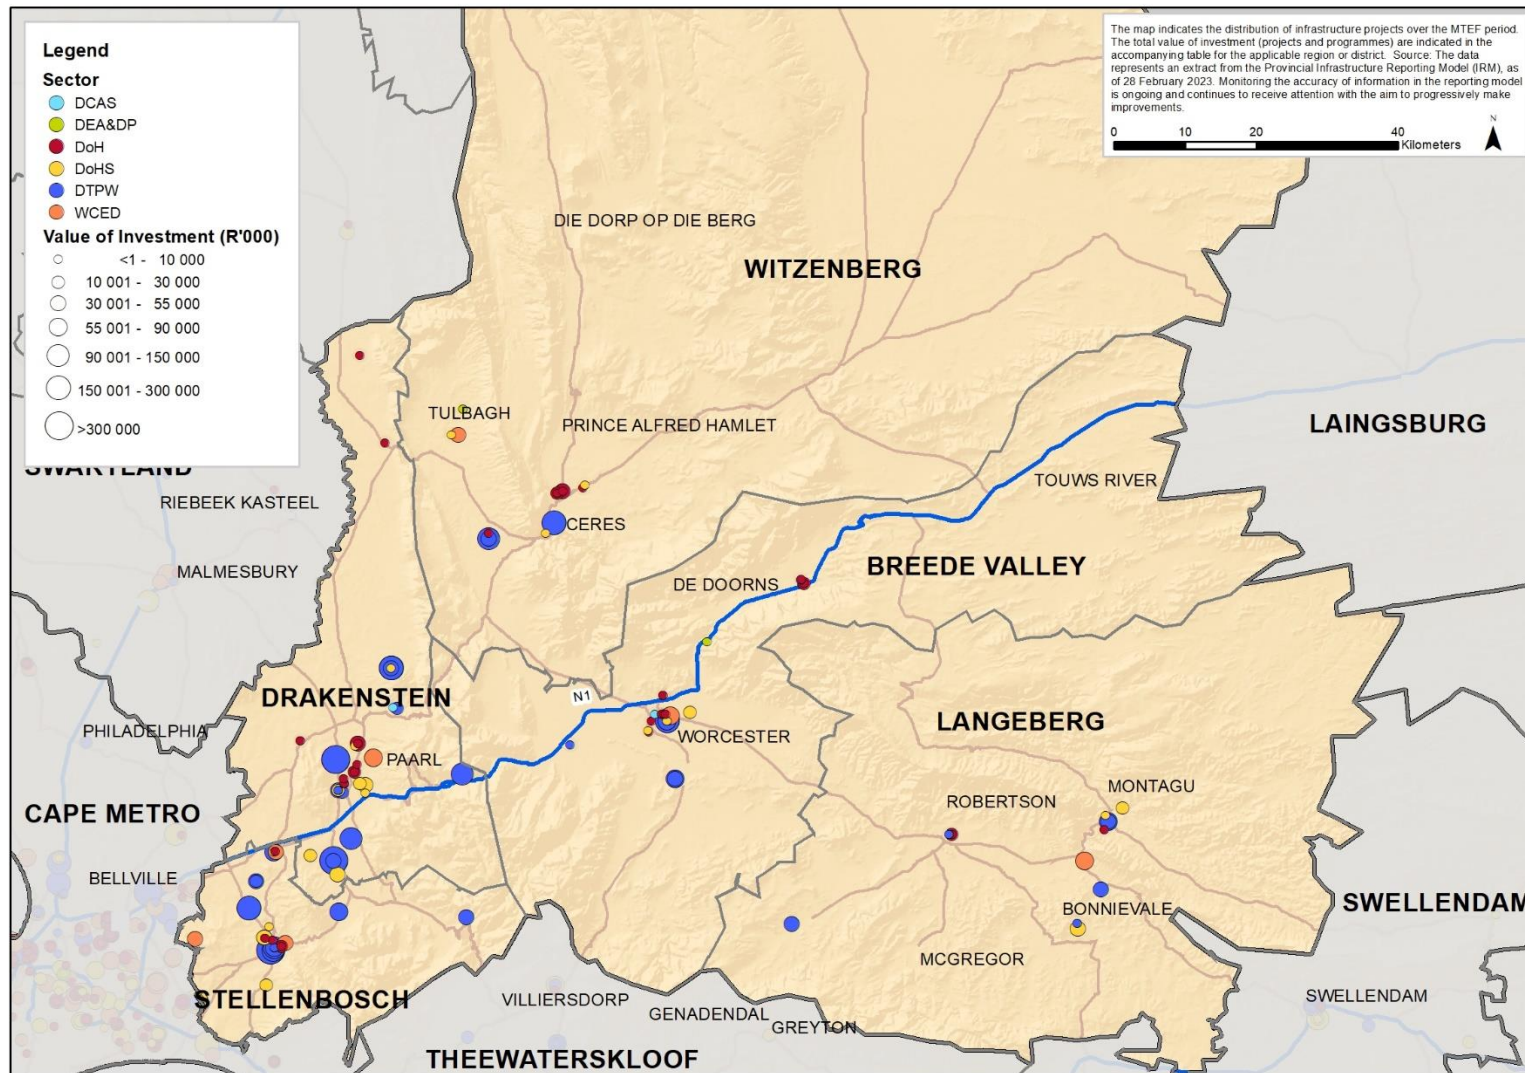 Legend
Sector
DCAS
DEA&DP
DoH
DoHS
DTPW
WCED
Value of Investment (R'000)
<1 - 10 000
10 001 - 30 000
30 001 - 55 000
55 001 - 90 000
90 001 - 150 000
150 001 - 300 000
>300 000
The map indicates the distribution of infrastructure projects over the MTEF period.
The total value of investment (projects and programmes) are indicated in the
accompanying table for the applicable region or district. Source: The data
represents an extract from the Provincial Infrastructure Reporting Model (IRM), as
of 28 February 2023. Monitoring the accuracy of information in the reporting model
is ongoing and continues to receive attention with the aim to progressively make
improvements.
N
0 10 20 40
Kilometers
DIE DORP OP DIE BERG
WITZENBERG
TULBAGH
PRINCE ALFRED HAMLET
LAINGSBURG
SWARTLAND
TOUWS RIVER
RIEBEEK KASTEEL
CERES
MALMESBURY
BREEDE VALLEY
DE DOORNS
DRAKENSTEIN
N1
LANGEBERG
PHILADELPHIA
WORCESTER
PAARL
MONTAGU
ROBERTSON
CAPE METRO
BELLVILLE
SWELLENDAM
BONNIEVALE
MCGREGOR
STELLENBOSCH
VILLIERSDORP
SWELLENDAM
GENADENDAL
GREYTON
THEEWATERSKLOOF